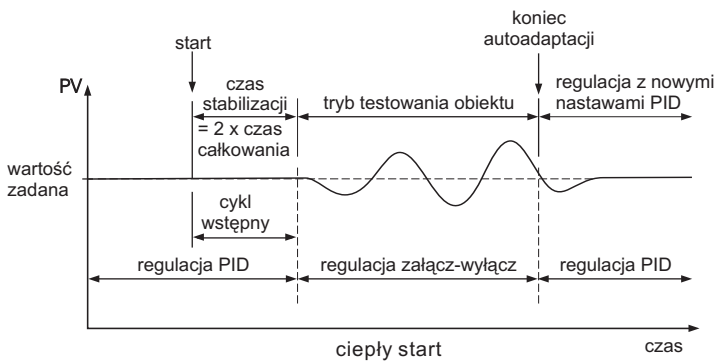 koniec
autoadaptacji
start
PV
czas
stabilizacji
= 2 x czas
całkowania
tryb testowania obiektu
regulacja z nowymi
nastawami PID
wartość
zadana
cykl
wstępny
regulacja PID
regulacja załącz-wyłącz
regulacja PID
ciepły start
czas